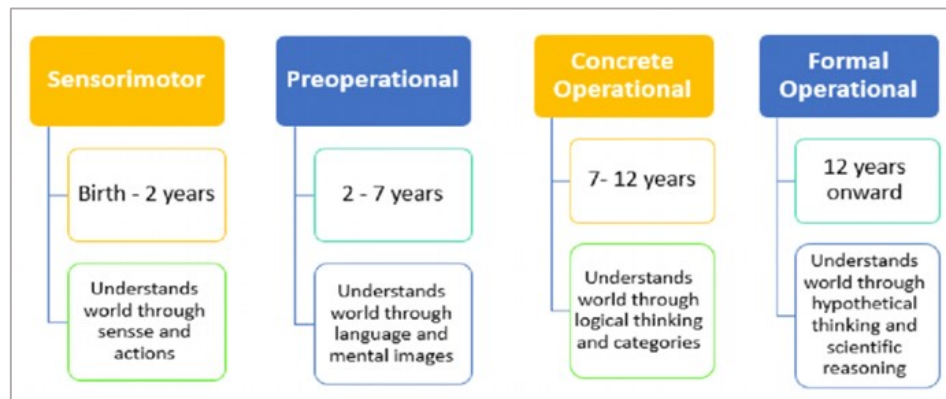 Sensorimotor
Birth - 2 years
Understands
world through
sensse and
actions
Preoperational
2 - 7 years
Understands
world through
language and
mental images
Concrete
Operational
7- 12 years
Understands
world through
logical thinking
and categories
Formal
Operational
12 years
onward
Understands
world through
hypothetical
thinking and
scientific
reasoning